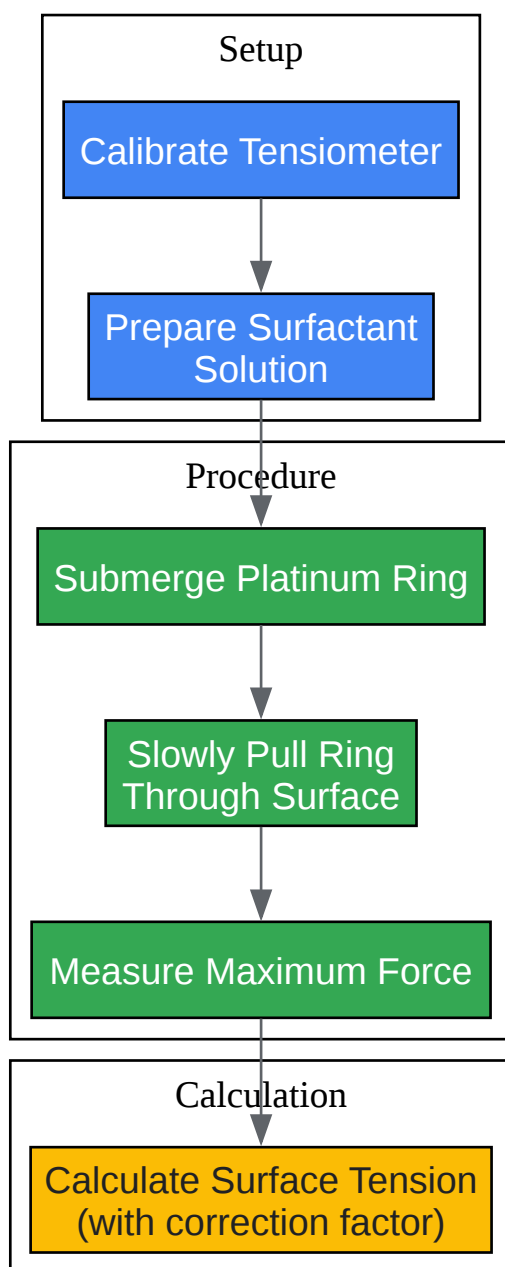 Setup
Calibrate Tensiometer
Prepare Surfactant
Solution
Procedure
Submerge Platinum Ring
Slowly Pull Ring
Through Surface
Measure Maximum Force
Calculation
Calculate Surface Tension
(with correction factor)